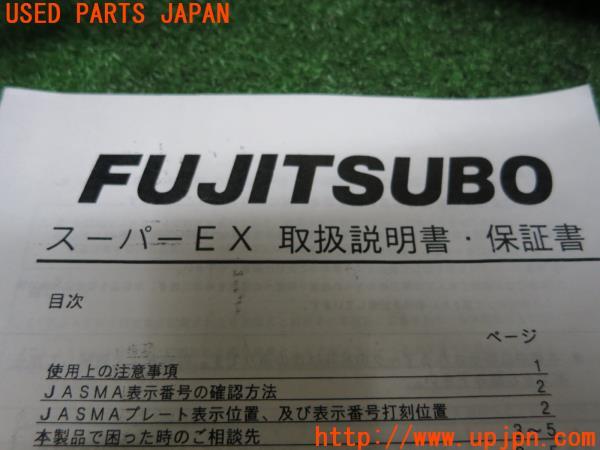 USED PARTS JAPAN
FUJITSUBO
スーパーEX 取扱説明書・保証書
目次
ページ
使用上の注意事項 1
JASMA表示番号の確認方法 2
JASMAプレート表示位置、及び表示番号打刻位置 2
本製品で困った時のご相談先 3～5
http://www.upjpn.com/